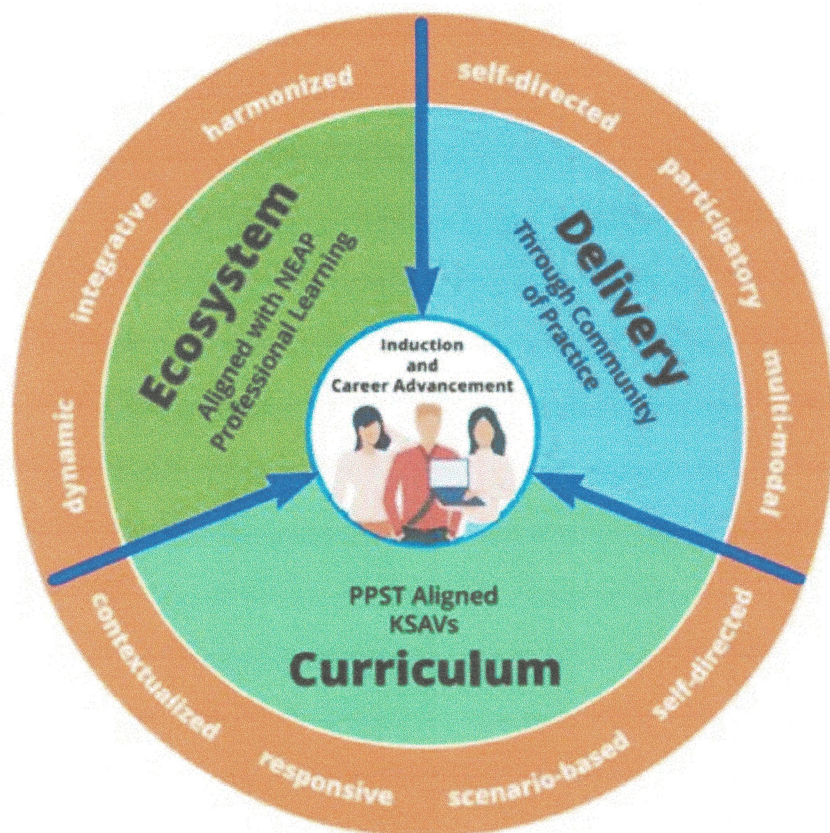 harmonized
integrative
dynamic
Ecosystem
Aligned with NEAP
Professional Learning
self-directed
participatory
multi-modal
Delivery
Through Community
of Practice
Induction
and
Career Advancement
PPST Aligned
KSAVs
Curriculum
contextualized
responsive
scenario-based
self-directed